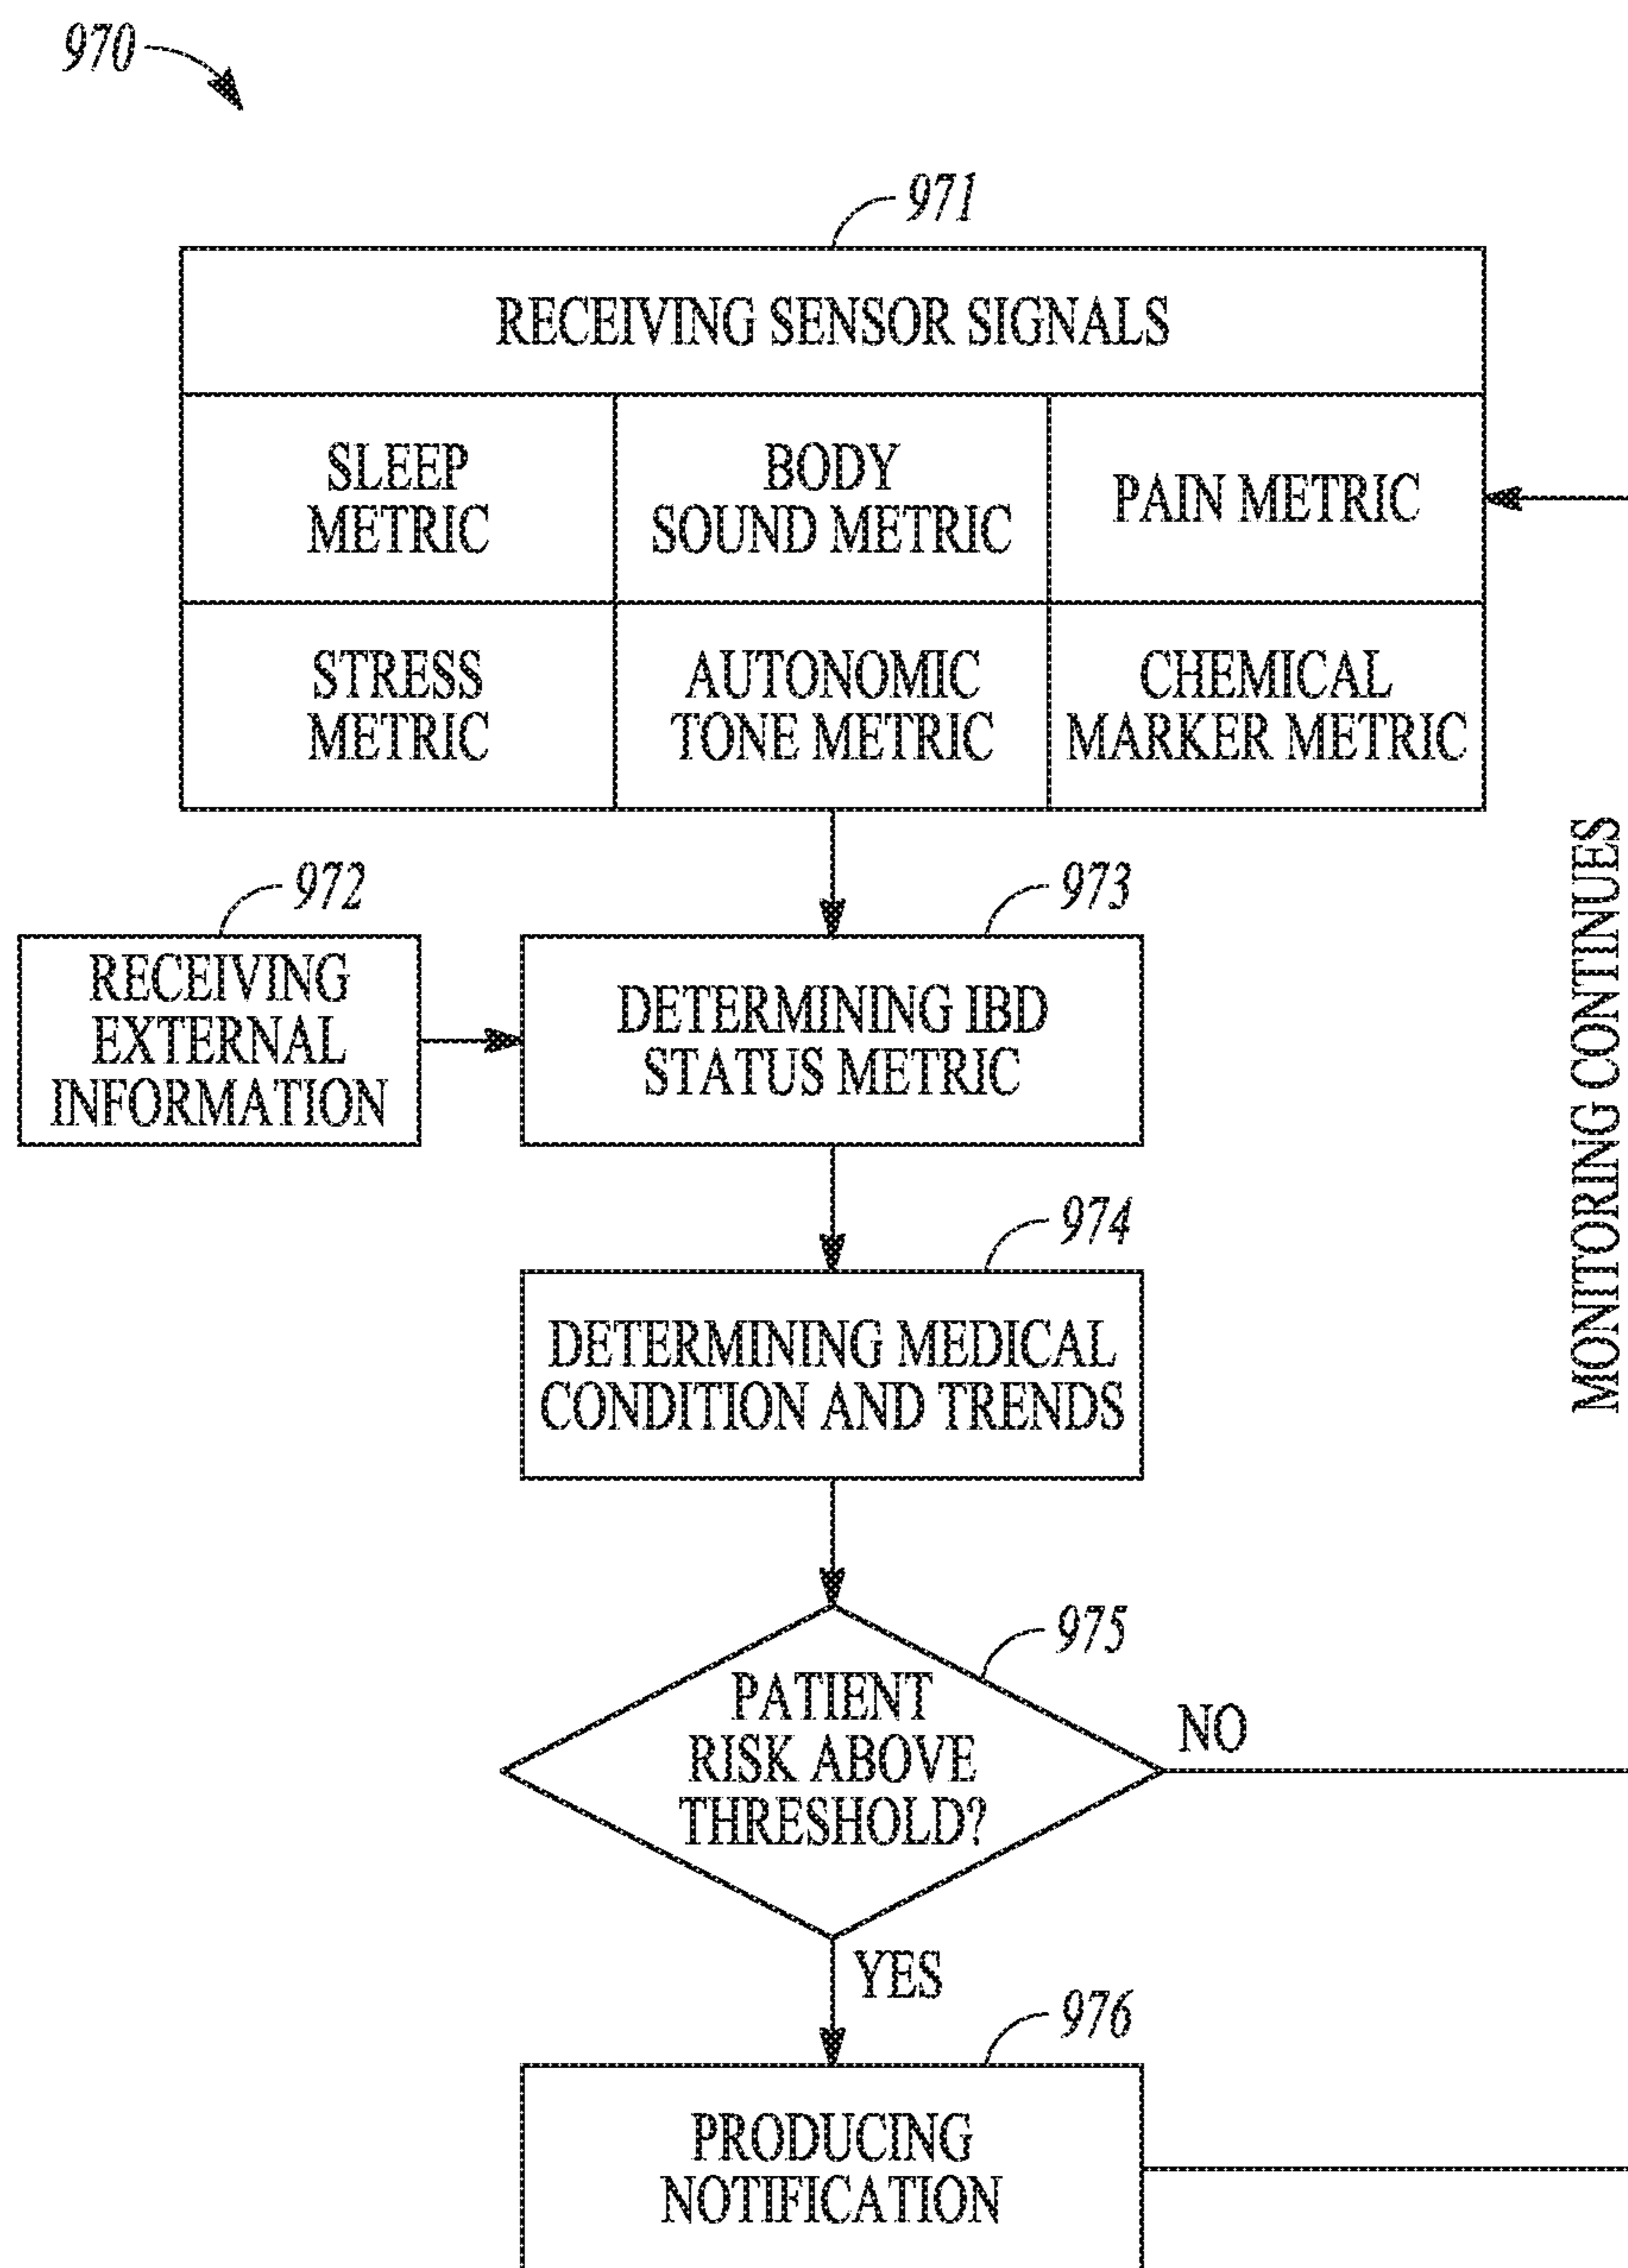 970
971
RECEIVING SENSOR SIGNALS
SLEEP
METRIC
BODY
SOUND METRIC
PAIN METRIC
STRESS
METRIC
AUTONOMIC
TONE METRIC
CHEMICAL
MARKER METRIC
972
RECEIVING
EXTERNAL
INFORMATION
973
DETERMINING IBD
STATUS METRIC
MONITORING CONTINUES
974
DETERMINING MEDICAL
CONDITION AND TRENDS
975
PATIENT
RISK ABOVE
THRESHOLD?
NO
YES
976
PRODUCING
NOTIFICATION